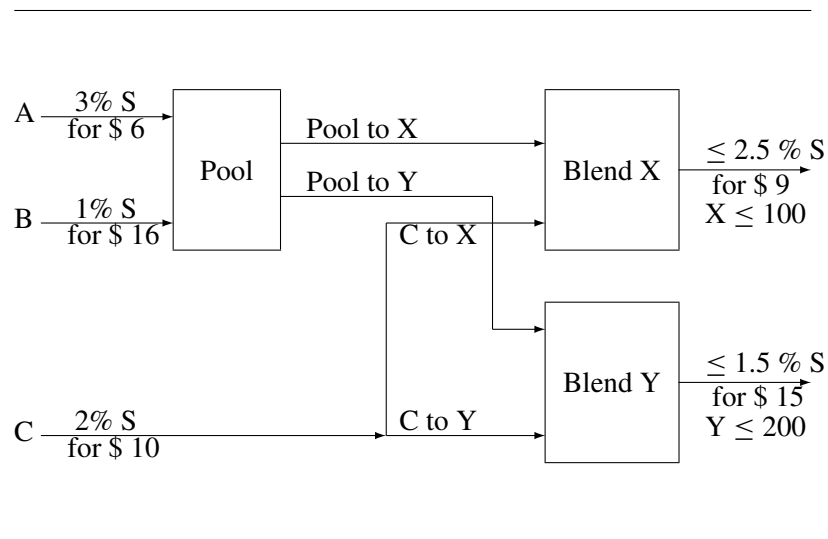 A
3% S
for $ 6
B
1% S
for $ 16
C
2% S
for $ 10
Pool
Pool to X
Pool to Y
C to X
C to Y
Blend X
≤ 2.5 % S
for $ 9
X ≤ 100
Blend Y
≤ 1.5 % S
for $ 15
Y ≤ 200